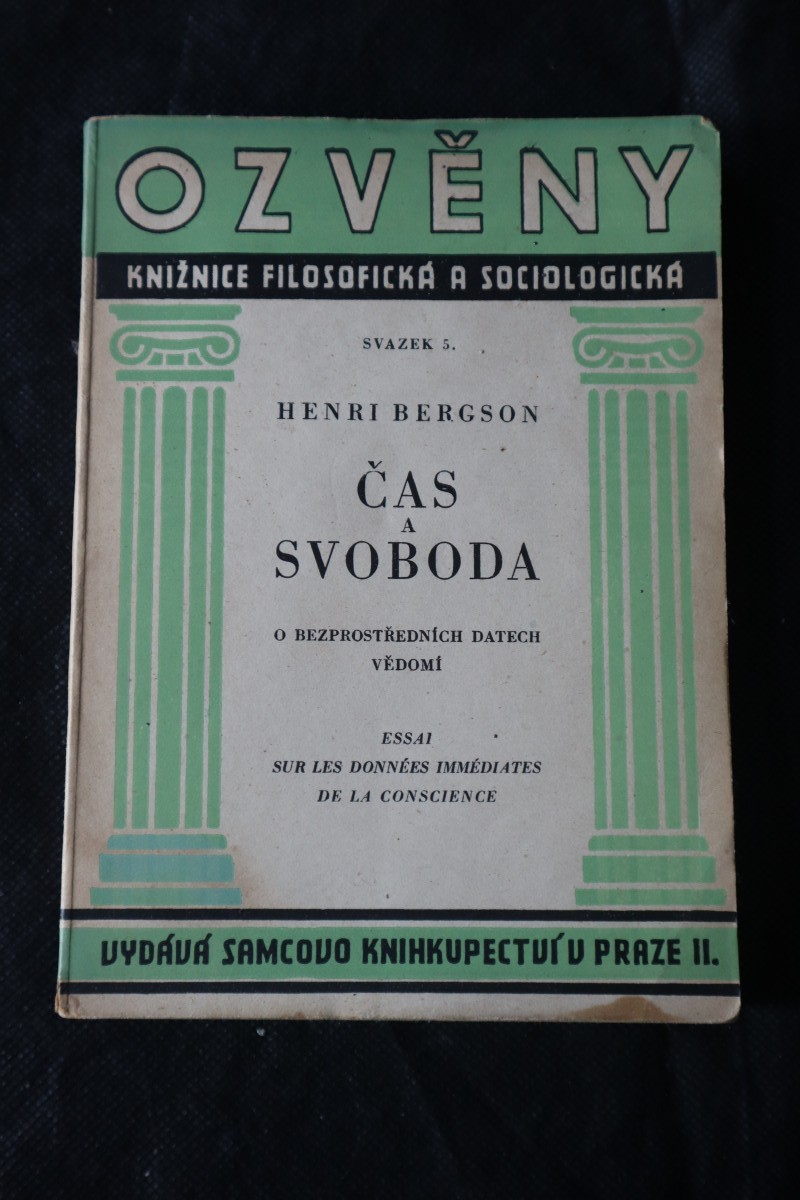 OZVĚNY
KNIŽNICE FILOSOFICKÁ A SOCIOLOGICKÁ
SVAZEK 5.
HENRI BERGSON
ČAS
A
SVOBODA
O BEZPROSTŘEDNÍCH DATECH
VĚDOMÍ
ESSAI
SUR LES DONNÉES IMMÉDIATES
DE LA CONSCIENCE
VYDÁVÁ SAMCOVO KNIHKUPECTVÍ V PRAZE II.